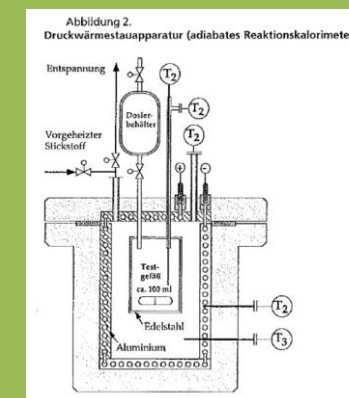 Abbildung 2.
Druckwärmestauapparatur (adiabates Reaktionskalorimete
Entspannung
T2
T2
Dosier-
behälter
T2
Vorgeheizter
Stickstoff
+
-
Test-
gefäß
ca. 100 ml
T2
Edelstahl
T3
Aluminium